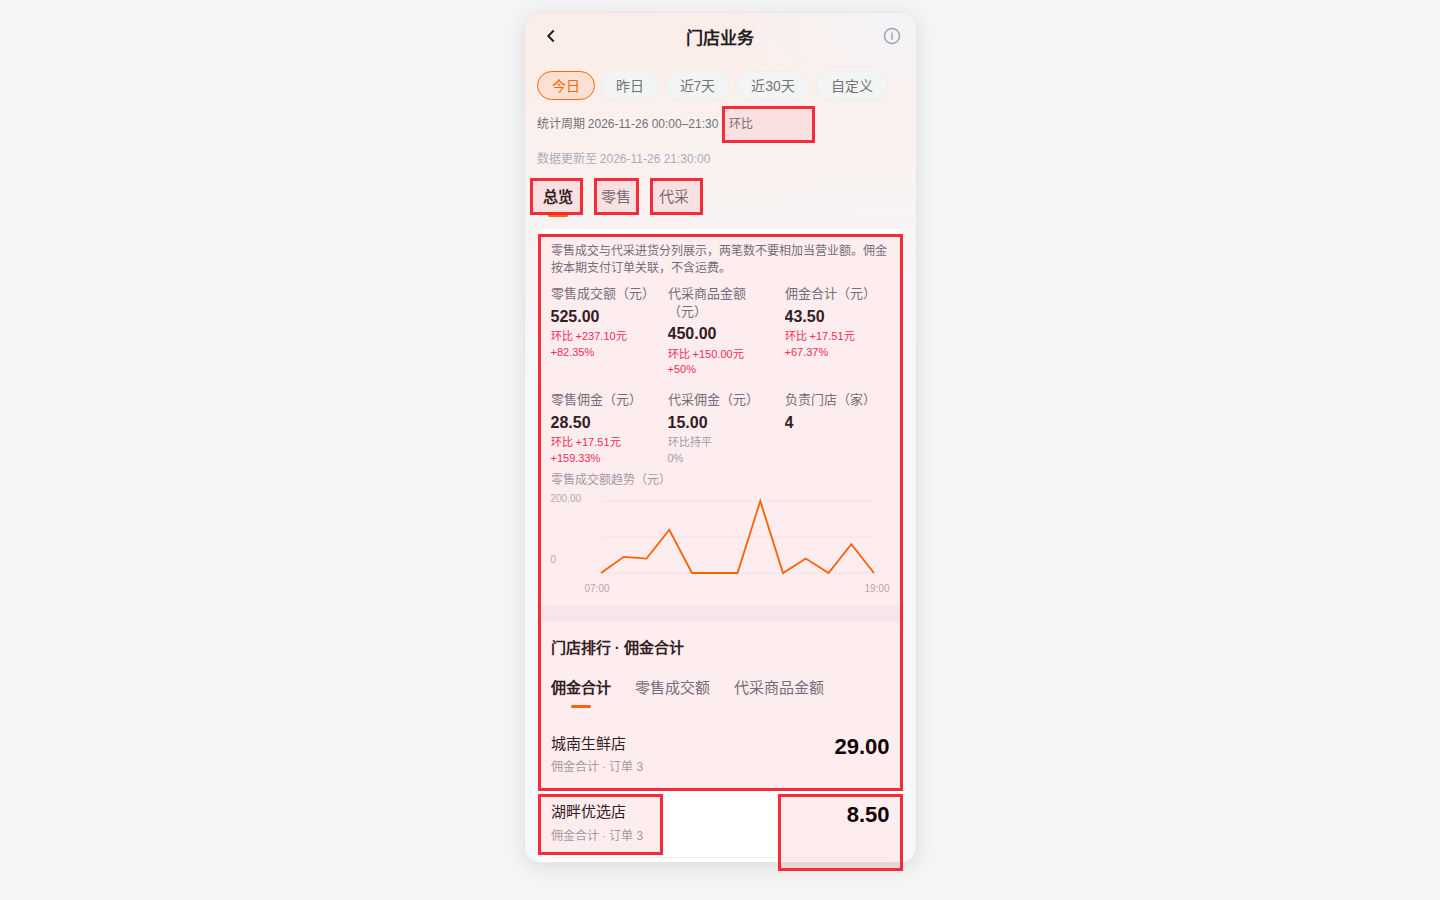 门店业务
今日 昨日 近7天 近30天 自定义
统计周期 2026-11-26 00:00–21:30 环比
数据更新至 2026-11-26 21:30:00
总览 零售 代采
零售成交与代采进货分列展示，两笔数不要相加当营业额。佣金
按本期支付订单关联，不含运费。
零售成交额（元）
525.00
环比 +237.10元
+82.35%
代采商品金额
（元）
450.00
环比 +150.00元
+50%
佣金合计（元）
43.50
环比 +17.51元
+67.37%
零售佣金（元）
28.50
环比 +17.51元
+159.33%
代采佣金（元）
15.00
环比持平
0%
负责门店（家）
4
零售成交额趋势（元）
200.00
0
07:00 19:00
门店排行 · 佣金合计
佣金合计 零售成交额 代采商品金额
城南生鲜店 29.00
佣金合计 · 订单 3
湖畔优选店 8.50
佣金合计 · 订单 3